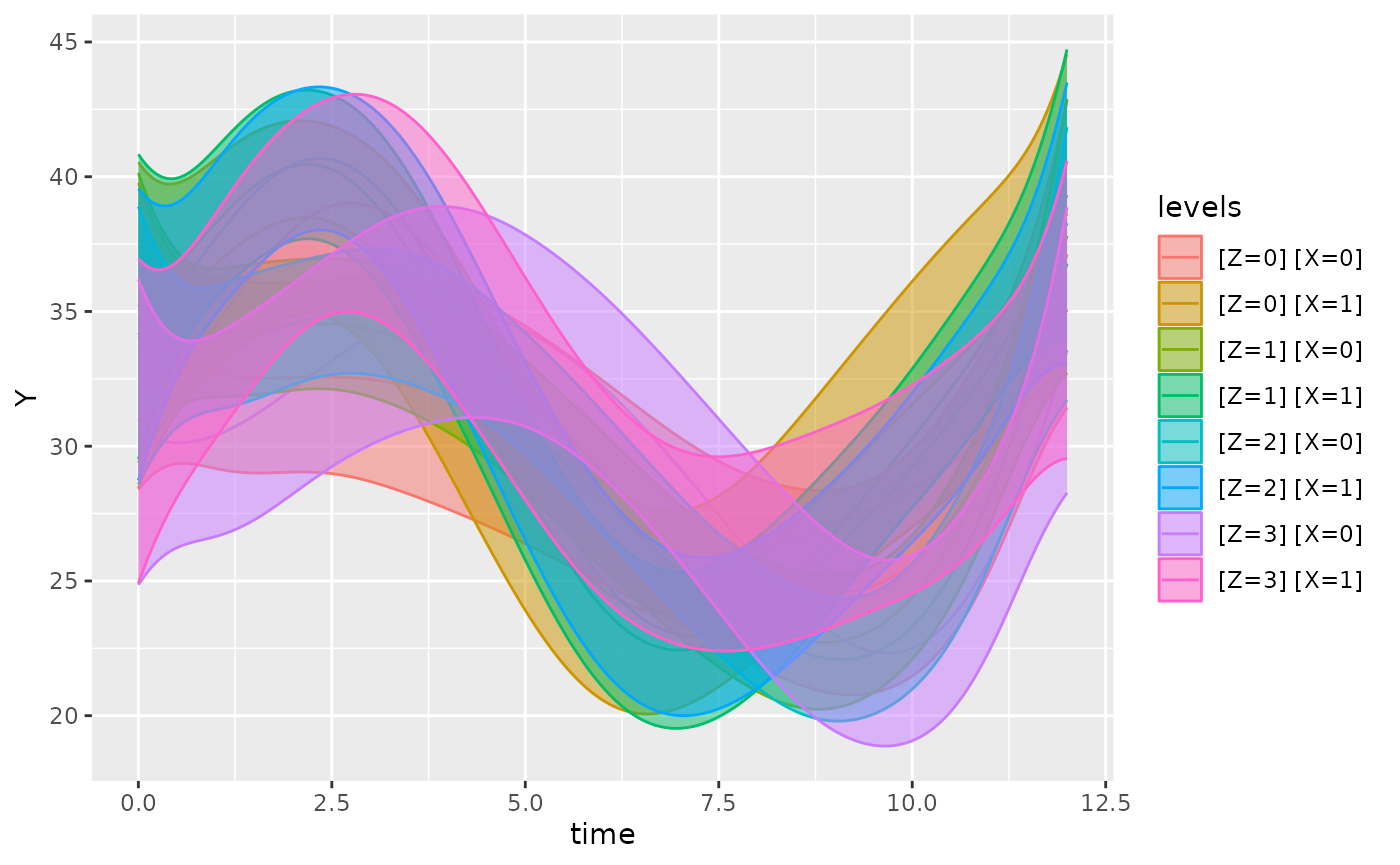 45
40
35
30
25
20
Y
0.0 2.5 5.0 7.5 10.0 12.5
time
levels
[Z=0] [X=0]
[Z=0] [X=1]
[Z=1] [X=0]
[Z=1] [X=1]
[Z=2] [X=0]
[Z=2] [X=1]
[Z=3] [X=0]
[Z=3] [X=1]